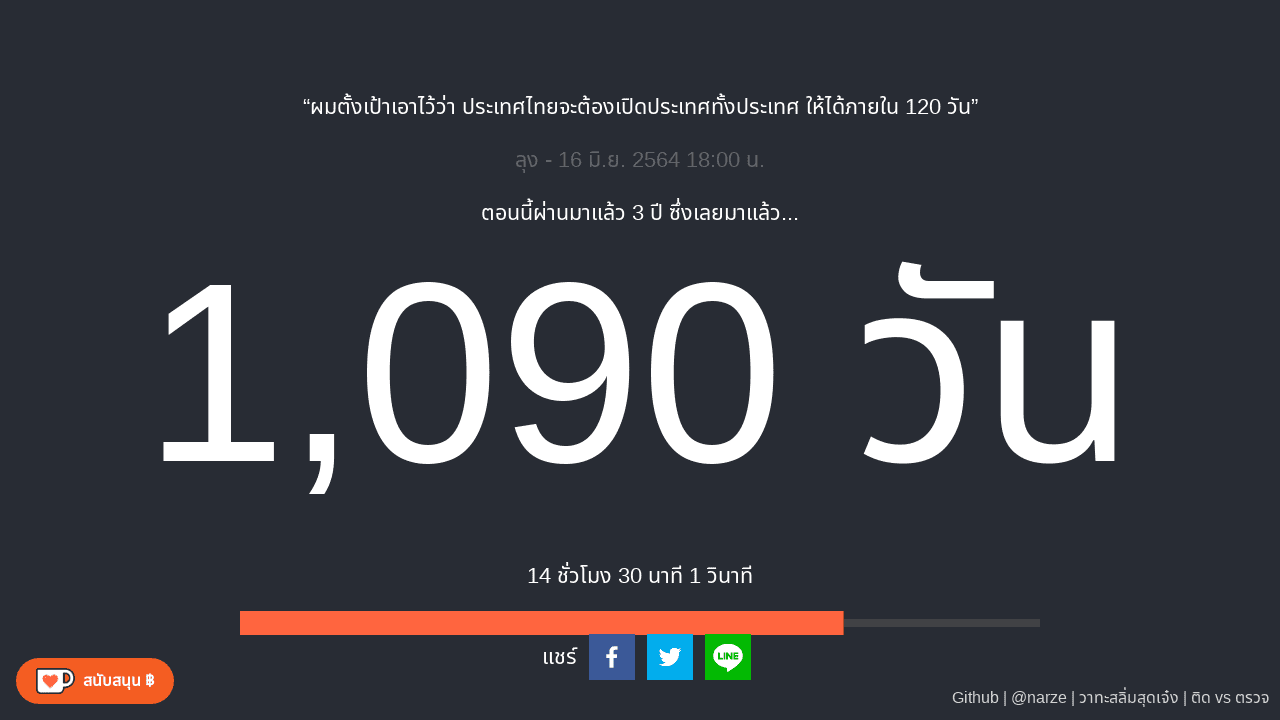 “ผมตั้งเป้าเอาไว้ว่า ประเทศไทยจะต้องเปิดประเทศทั้งประเทศ ให้ได้ภายใน 120 วัน”
ลุง - 16 มิ.ย. 2564 18:00 น.
ตอนนี้ผ่านมาแล้ว 3 ปี ซึ่งเลยมาแล้ว...
1,090 วัน
14 ชั่วโมง 30 นาที 1 วินาที
แชร์
LINE
สนับสนุน ฿
Github | @narze | วาทะสลิ่มสุดเจ๋ง | ติด vs ตรวจ